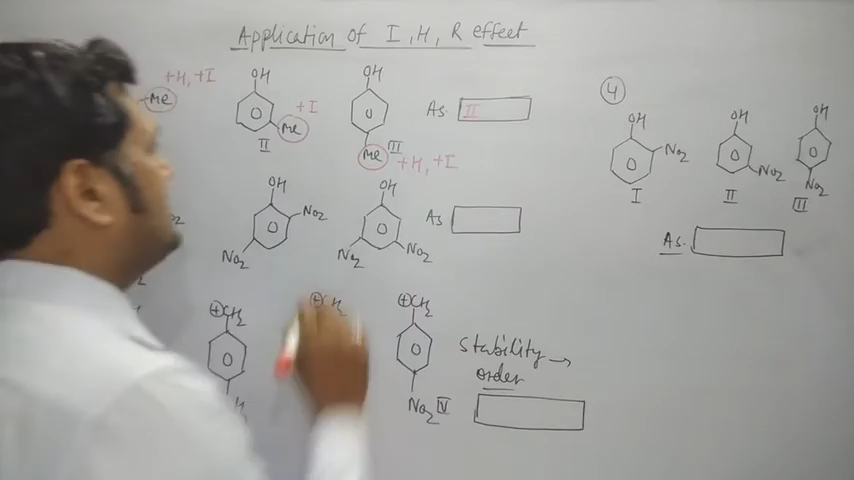 Application of I, H, R effect
+H, +I
Me
OH
+I
Me
II
OH
Me
III
+H, +I
As
II
4
OH
NO2
I
OH
NO2
II
OH
NO2
III
As.
OH
NO2
NO2
OH
NO2
NO2
As
+CH2
+CH2
+CH2
NO2
IV
Stability →
order